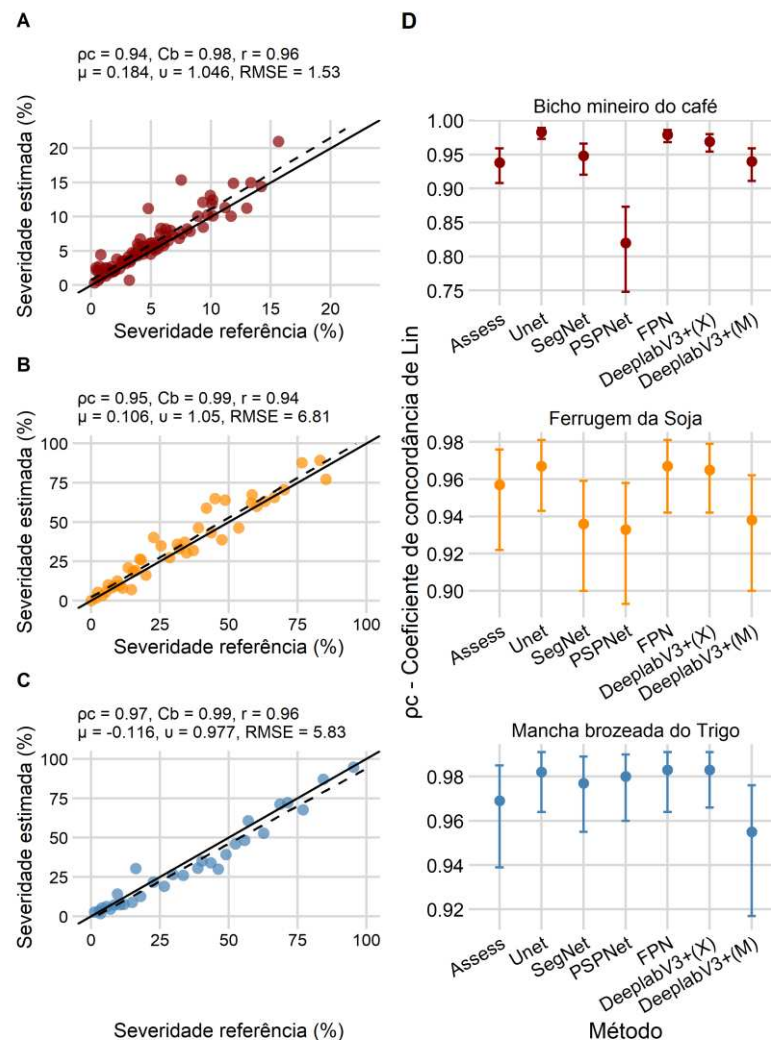 A
ρc = 0.94, Cb = 0.98, r = 0.96
μ = 0.184, υ = 1.046, RMSE = 1.53
Severidade estimada (%)
20
15
10
5
0
0 5 10 15 20
Severidade referência (%)
B
ρc = 0.95, Cb = 0.99, r = 0.94
μ = 0.106, υ = 1.05, RMSE = 6.81
Severidade estimada (%)
100
75
50
25
0
0 25 50 75 100
Severidade referência (%)
C
ρc = 0.97, Cb = 0.99, r = 0.96
μ = -0.116, υ = 0.977, RMSE = 5.83
Severidade estimada (%)
100
75
50
25
0
0 25 50 75 100
Severidade referência (%)
D
ρc - Coeficiente de concordância de Lin
Bicho mineiro do café
1.00
0.95
0.90
0.85
0.80
0.75
Assess
Unet
SegNet
PSPNet
FPN
DeeplabV3+(X)
DeeplabV3+(M)
Ferrugem da Soja
0.98
0.96
0.94
0.92
0.90
Assess
Unet
SegNet
PSPNet
FPN
DeeplabV3+(X)
DeeplabV3+(M)
Mancha brozeada do Trigo
0.98
0.96
0.94
0.92
Assess
Unet
SegNet
PSPNet
FPN
DeeplabV3+(X)
DeeplabV3+(M)
Método